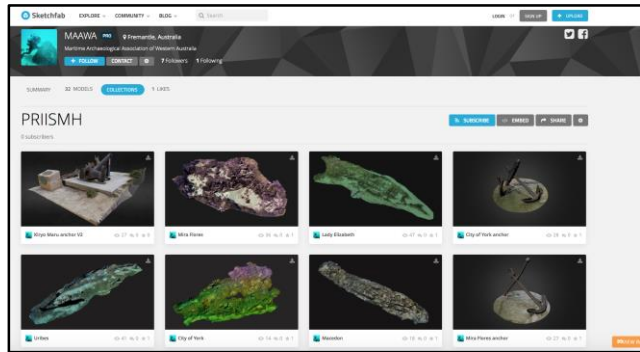 Sketchfab EXPLORE COMMUNITY BLOG Search LOGIN SIGN UP + UPLOAD
MAAWA PRO Fremantle, Australia
Maritime Archaeological Association of Western Australia
+ FOLLOW CONTACT 7 Followers 1 Following
SUMMARY 32 MODELS COLLECTIONS 1 LIKES
PRIISMH
0 subscribers
SUBSCRIBE EMBED SHARE
Kiryo Maru anchor V2
Mira Flores
Lady Elizabeth
City of York anchor
City of York
Macedon
Mira Flores anchor